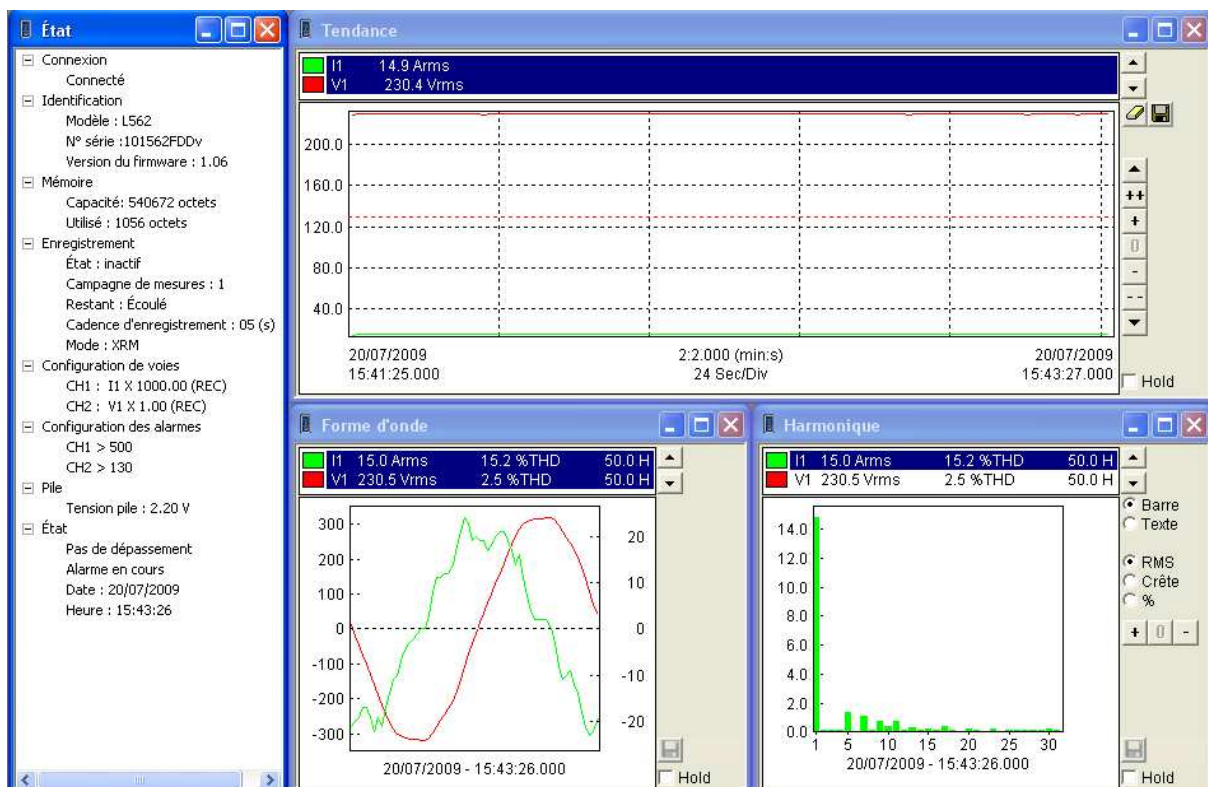 État
Connexion
Connecté
Identification
Modèle : L562
N° série :101562FDDv
Version du firmware : 1.06
Mémoire
Capacité: 540672 octets
Utilisé : 1056 octets
Enregistrement
État : inactif
Campagne de mesures : 1
Restant : Écoulé
Cadence d'enregistrement : 05 (s)
Mode : XRM
Configuration de voies
CH1 : I1 X 1000.00 (REC)
CH2 : V1 X 1.00 (REC)
Configuration des alarmes
CH1 > 500
CH2 > 130
Pile
Tension pile : 2.20 V
État
Pas de dépassement
Alarme en cours
Date : 20/07/2009
Heure : 15:43:26
Tendance
I1 14.9 Arms
V1 230.4 Vrms
200.0
160.0
120.0
80.0
40.0
20/07/2009 2:2.000 (min:s) 20/07/2009
15:41:25.000 24 Sec/Div 15:43:27.000
++
+
0
-
--
Hold
Forme d'onde
I1 15.0 Arms 15.2 %THD 50.0 H
V1 230.5 Vrms 2.5 %THD 50.0 H
300
200
100
0
-100
-200
-300
20
10
0
-10
-20
20/07/2009 - 15:43:26.000
Hold
Harmonique
I1 15.0 Arms 15.2 %THD 50.0 H
V1 230.5 Vrms 2.5 %THD 50.0 H
Barre
Texte
RMS
Crête
%
+ 0 -
14.0
12.0
10.0
8.0
6.0
4.0
2.0
0.0
1 5 10 15 20 25 30
20/07/2009 - 15:43:26.000
Hold